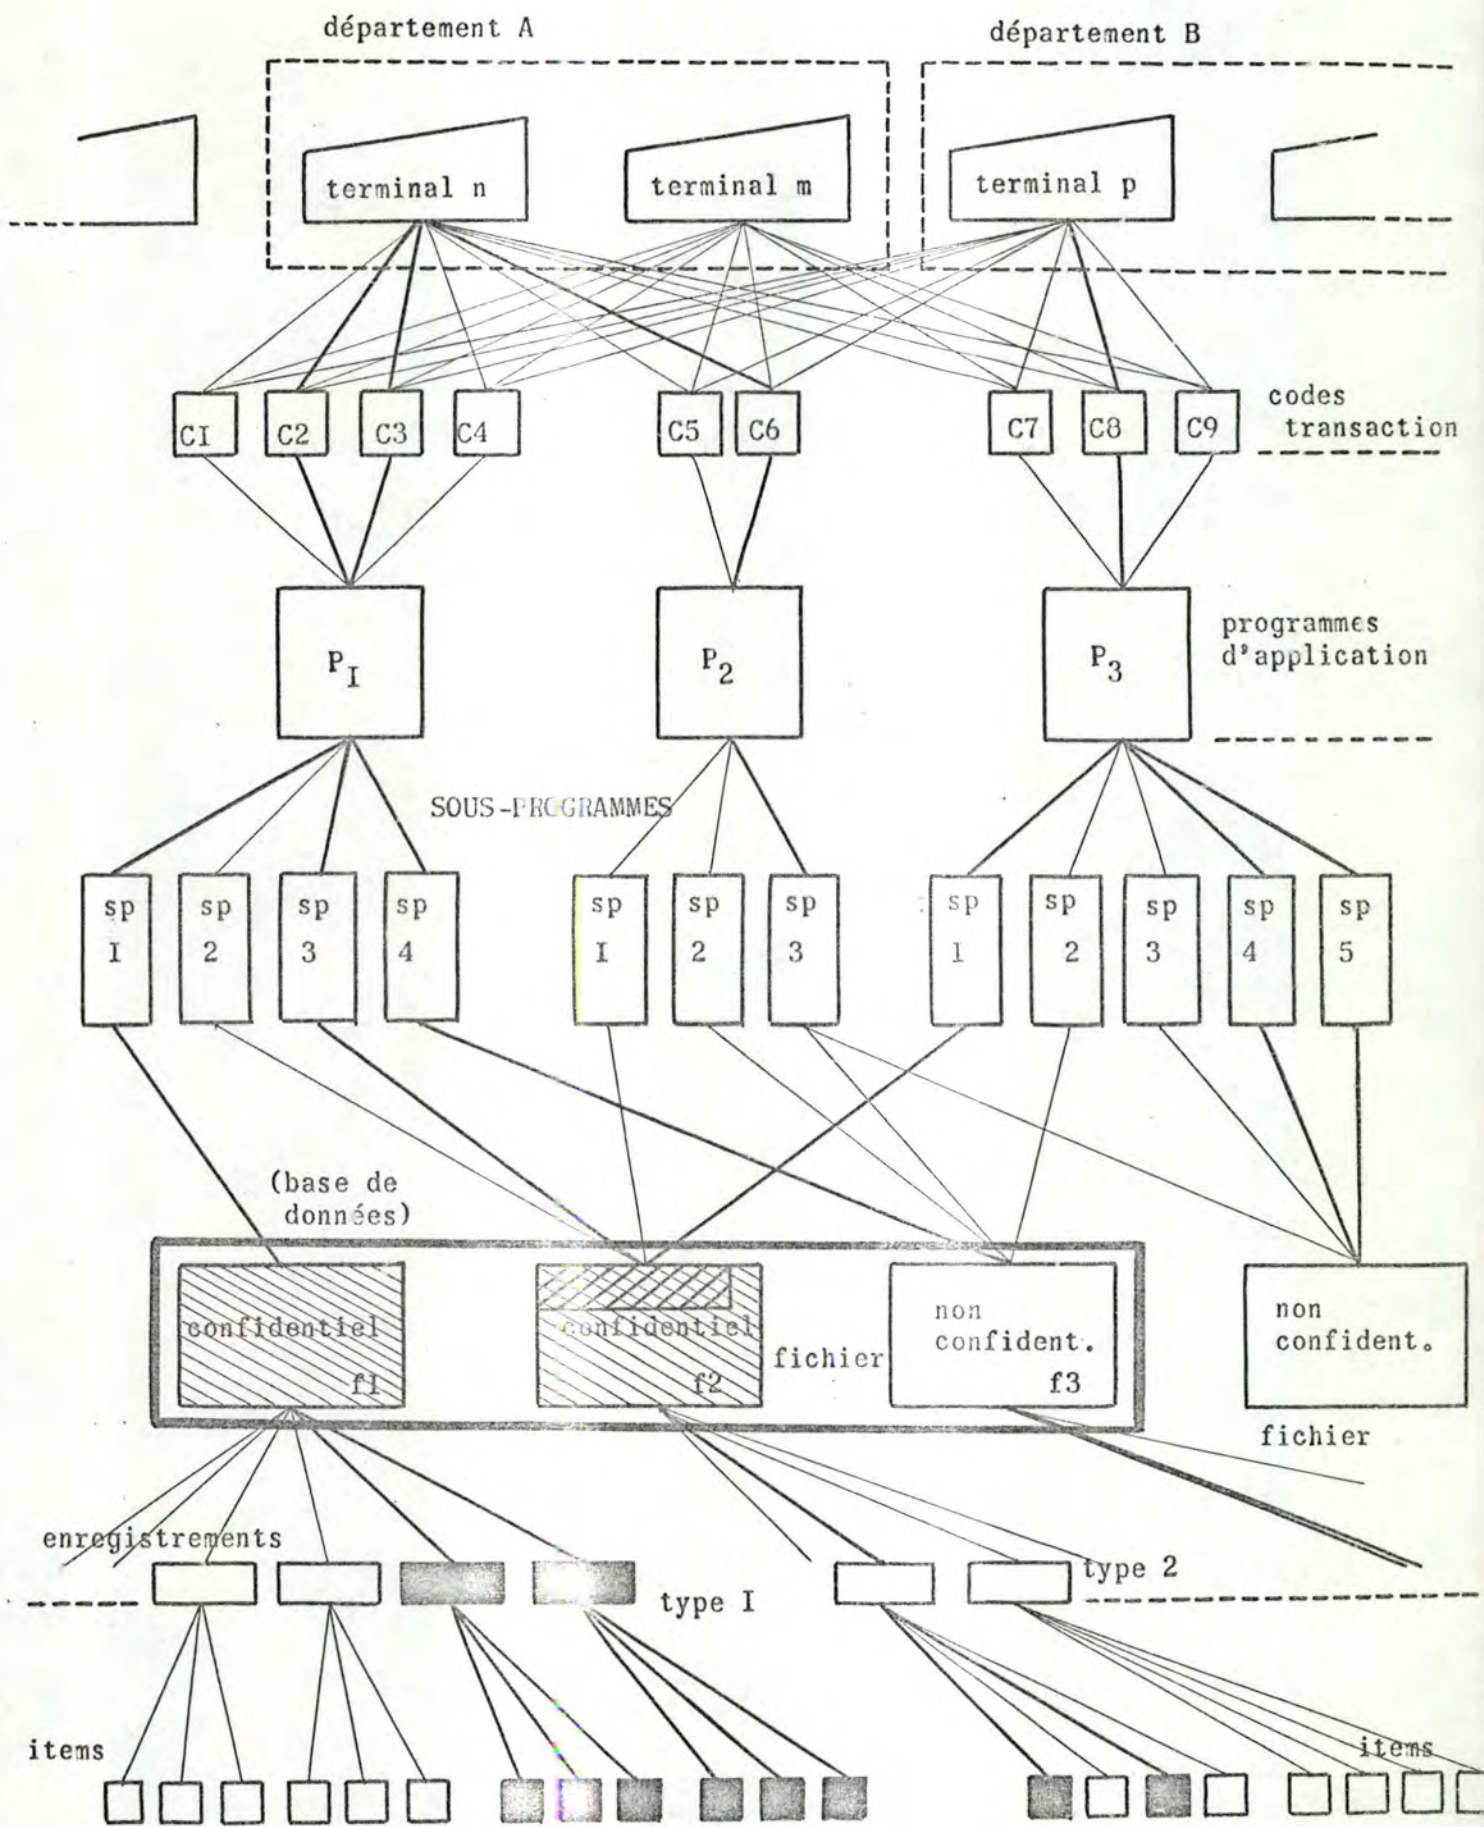 département A
département B
terminal n
terminal m
terminal p
CI
C2
C3
C4
C5
C6
C7
C8
C9
codes
transaction
PI
P2
P3
programmes
d'application
SOUS-PROGRAMMES
sp
I
sp
2
sp
3
sp
4
sp
I
sp
2
sp
3
sp
1
sp
2
sp
3
sp
4
sp
5
(base de
données)
confidentiel
f1
confidentiel
f2
fichier
non
confident.
f3
non
confident.
fichier
enregistrements
type I
type 2
items
items